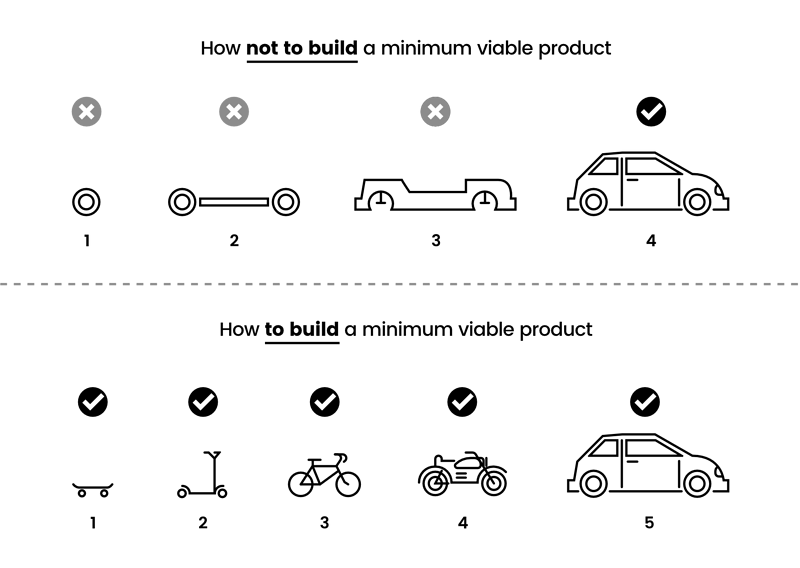 How not to build a minimum viable product
1 2 3 4
How to build a minimum viable product
1 2 3 4 5